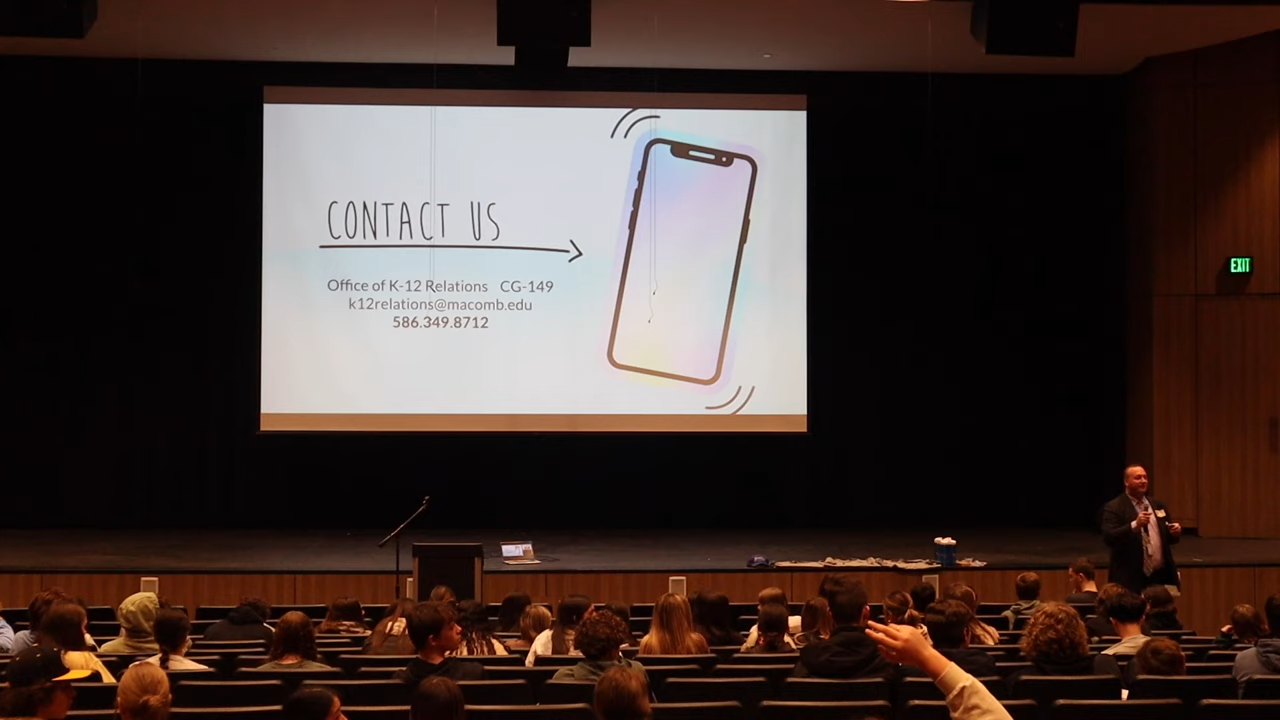 CONTACT US
Office of K-12 Relations CG-149
k12relations@macomb.edu
586.349.8712
EXIT